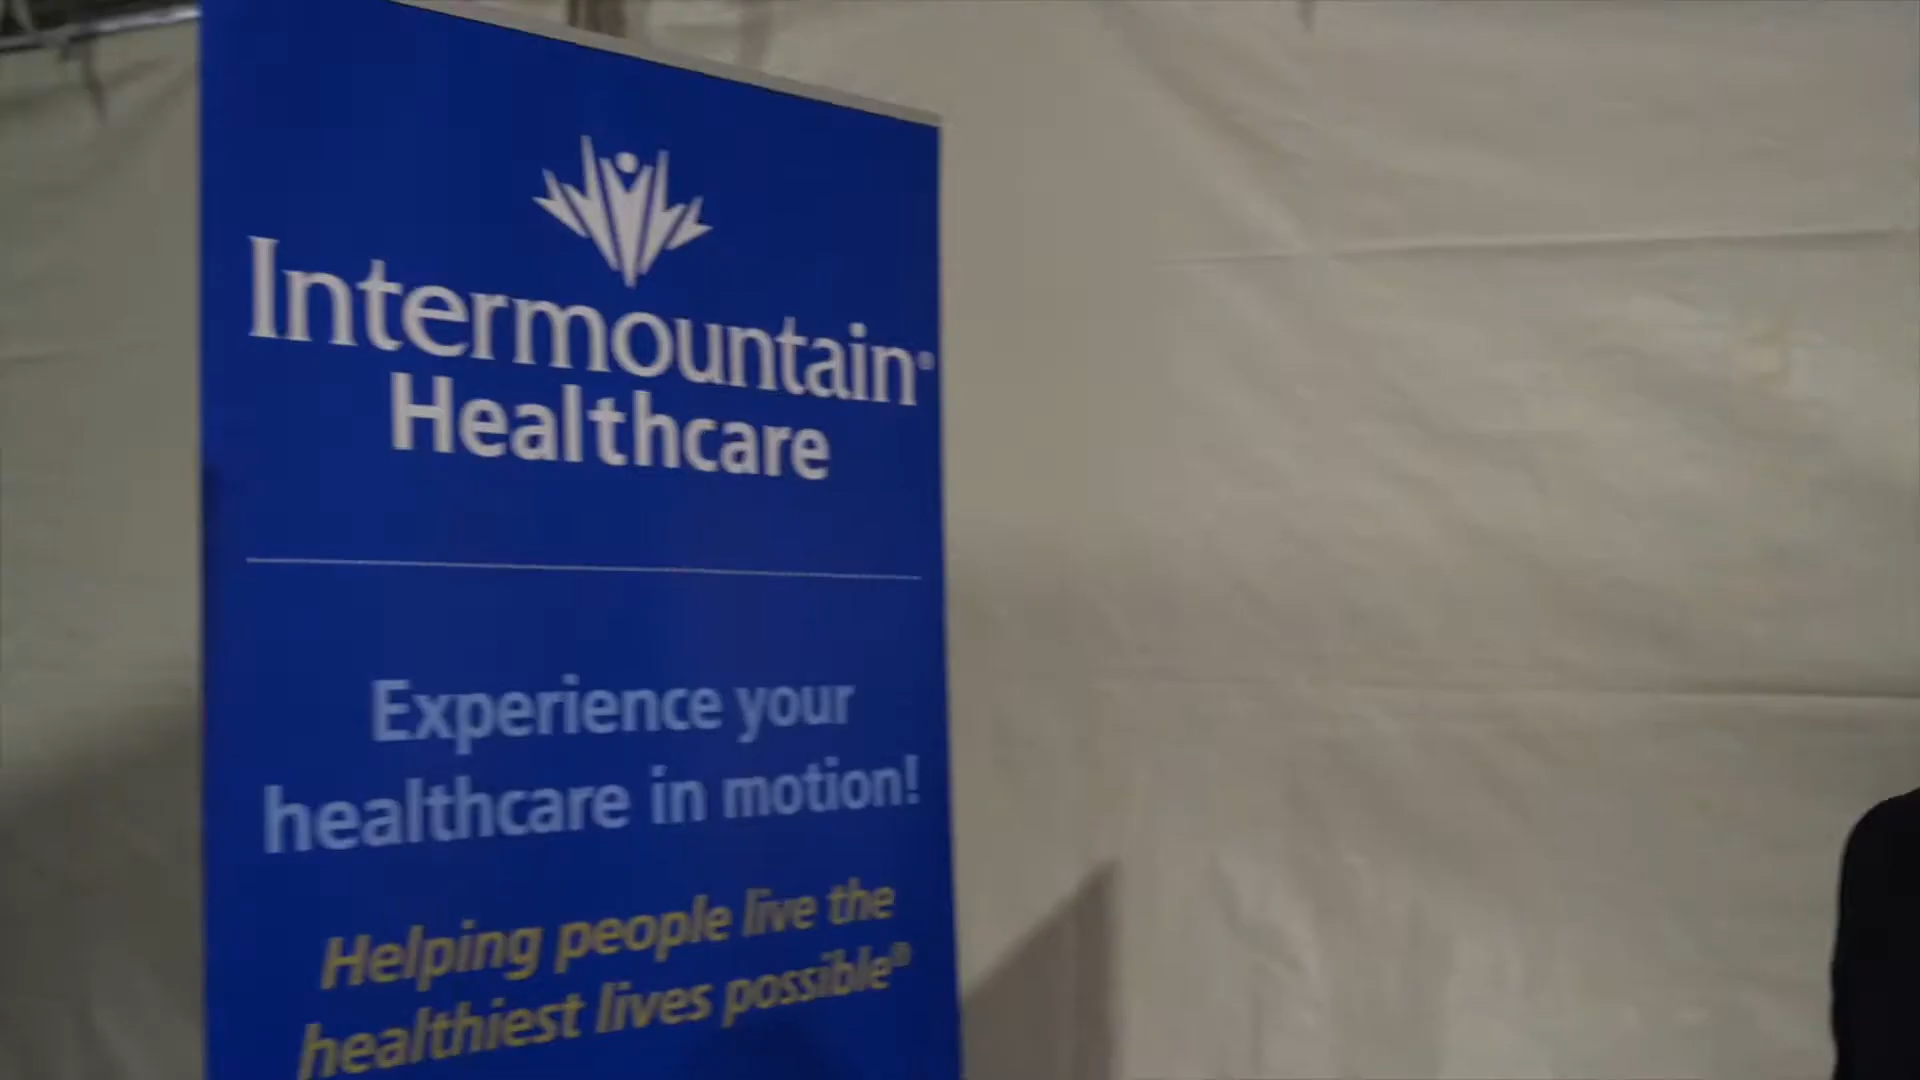 Intermountain®
Healthcare
Experience your
healthcare in motion!
Helping people live the
healthiest lives possible®